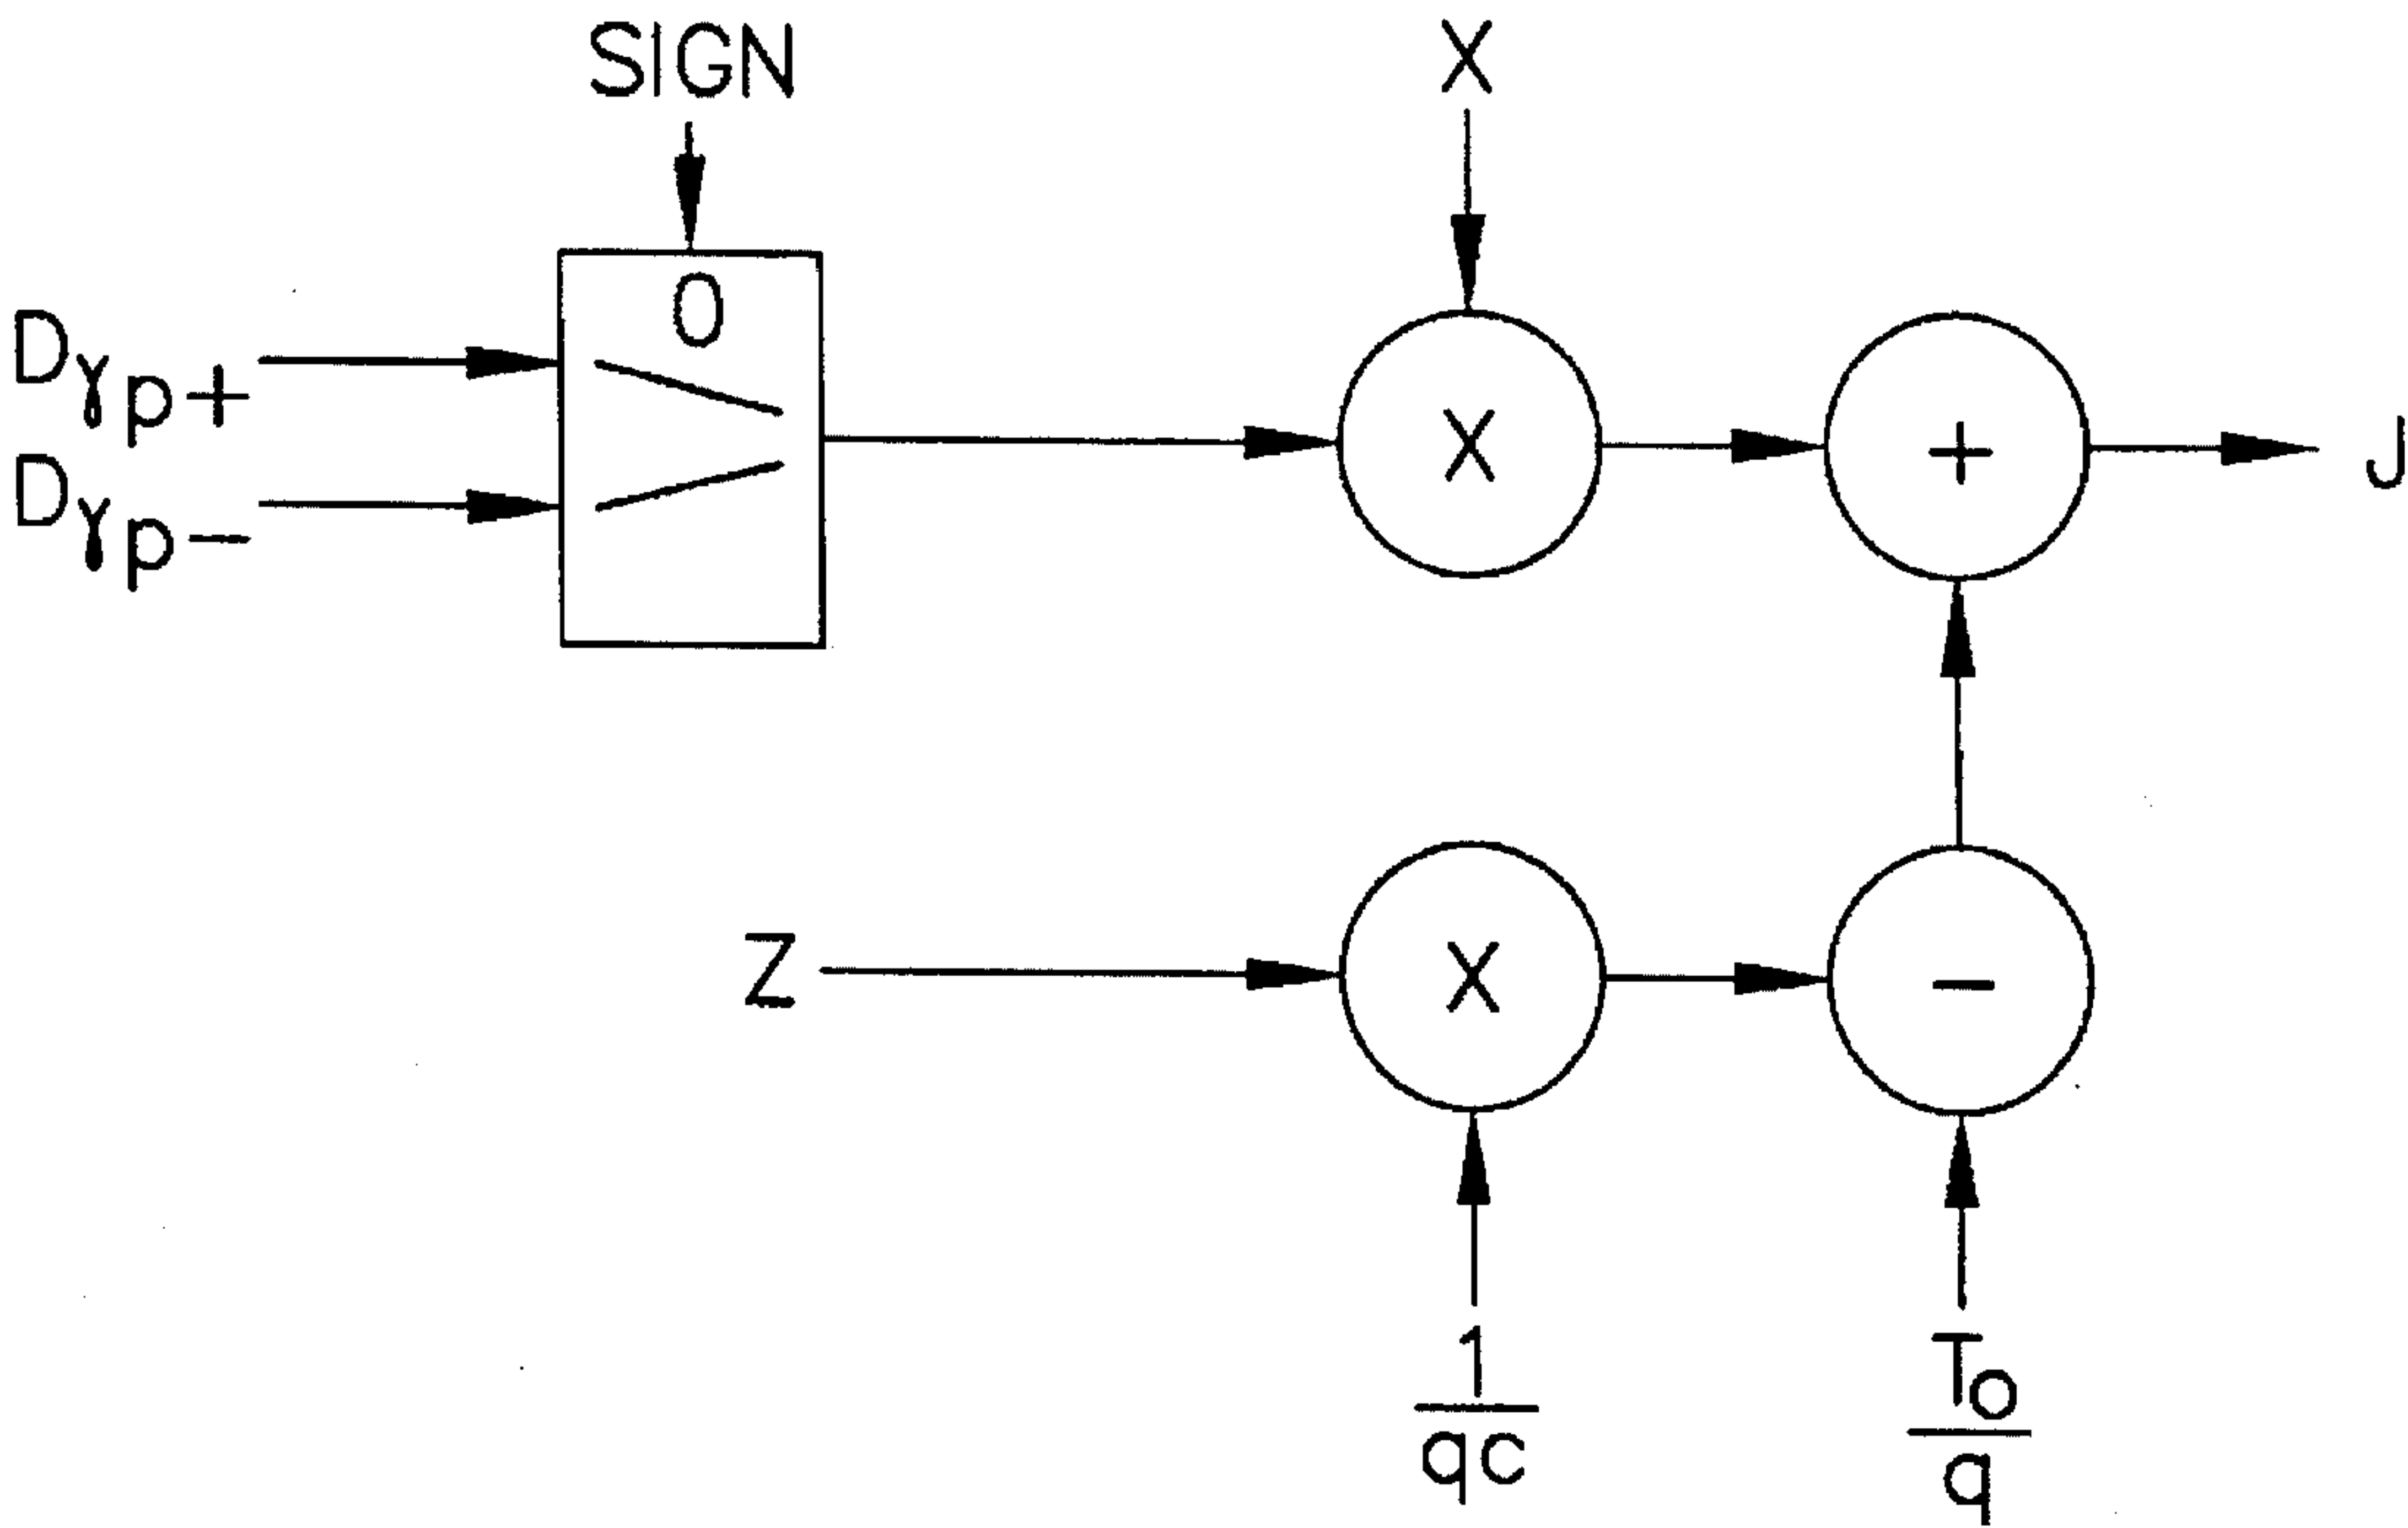 SIGN
X
0
Dγp+
Dγp−
X
+
J
Z
X
−
1
qc
To
q